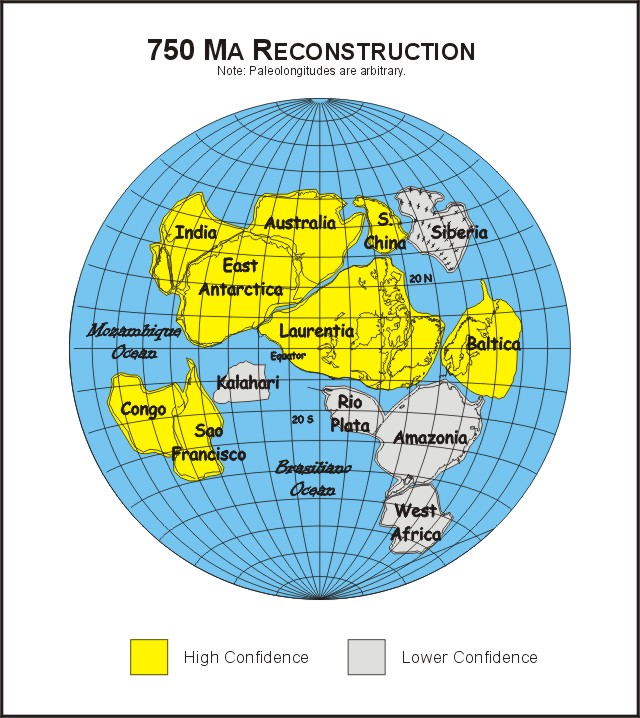 750 MA RECONSTRUCTION
Note: Paleolongitudes are arbitrary.
India
Australia
S.
China
Siberia
East
Antarctica
20 N
Mozambique
Ocean
Laurentia
Equator
Baltica
Kalahari
Congo
Sao
Francisco
20 S
Rio
Plata
Amazonia
Brasiliano
Ocean
West
Africa
High Confidence
Lower Confidence